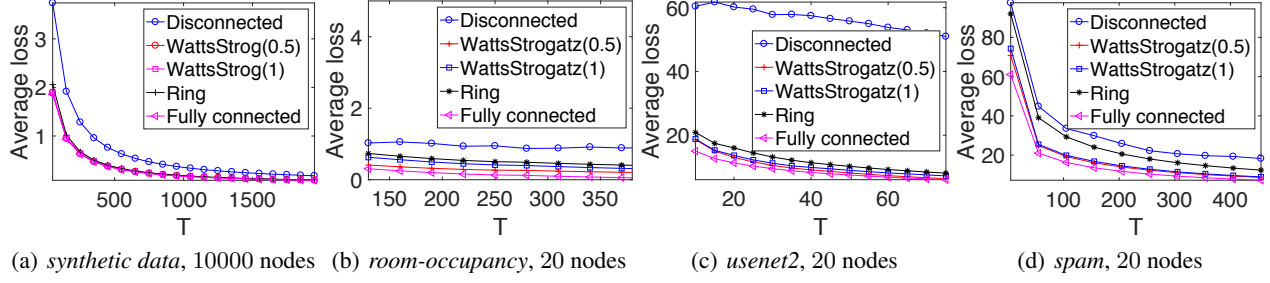 Average loss
3
2
1
500
1000
1500
T
Disconnected
WattsStrog(0.5)
WattsStrog(1)
Ring
Fully connected
(a) synthetic data, 10000 nodes
Average loss
4
2
0
150
200
250
300
350
T
Disconnected
WattsStrogatz(0.5)
WattsStrogatz(1)
Ring
Fully connected
(b) room-occupancy, 20 nodes
Average loss
60
40
20
20
40
60
T
Disconnected
WattsStrogatz(0.5)
WattsStrogatz(1)
Ring
Fully connected
(c) usenet2, 20 nodes
Average loss
80
60
40
20
100
200
300
400
T
Disconnected
WattsStrogatz(0.5)
WattsStrogatz(1)
Ring
Fully connected
(d) spam, 20 nodes